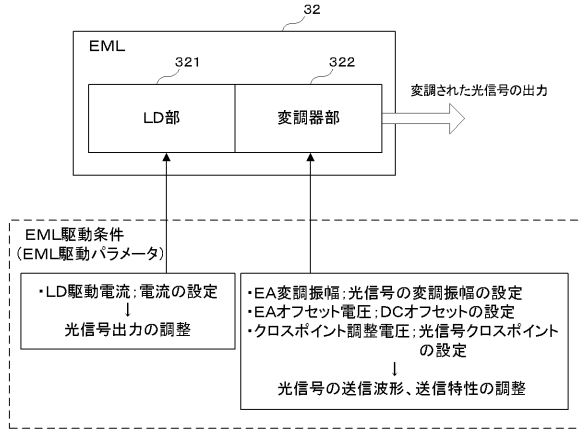 32
EML
321
322
LD部
変調器部
変調された光信号の出力
EML駆動条件
(EML駆動パラメータ)
・LD駆動電流;電流の設定
↓
光信号出力の調整
・EA変調振幅;光信号の変調振幅の設定
・EAオフセット電圧;DCオフセットの設定
・クロスポイント調整電圧;光信号クロスポイント
の設定
↓
光信号の送信波形、送信特性の調整